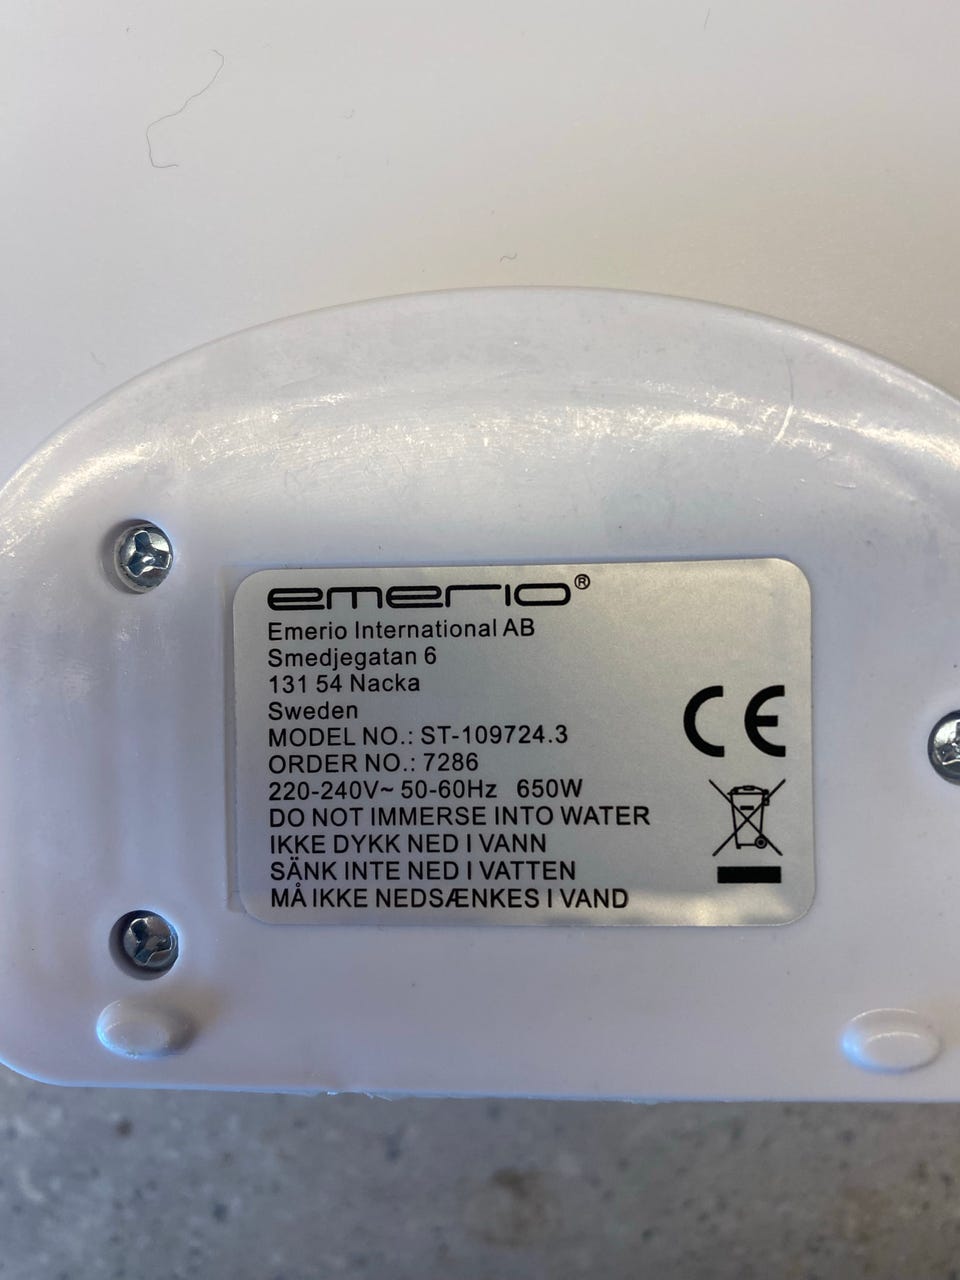 emerio®
Emerio International AB
Smedjegatan 6
131 54 Nacka
Sweden
MODEL NO.: ST-109724.3
ORDER NO.: 7286
220-240V~ 50-60Hz 650W
DO NOT IMMERSE INTO WATER
IKKE DYKK NED I VANN
SÄNK INTE NED I VATTEN
MÅ IKKE NEDSÆNKES I VAND
CE